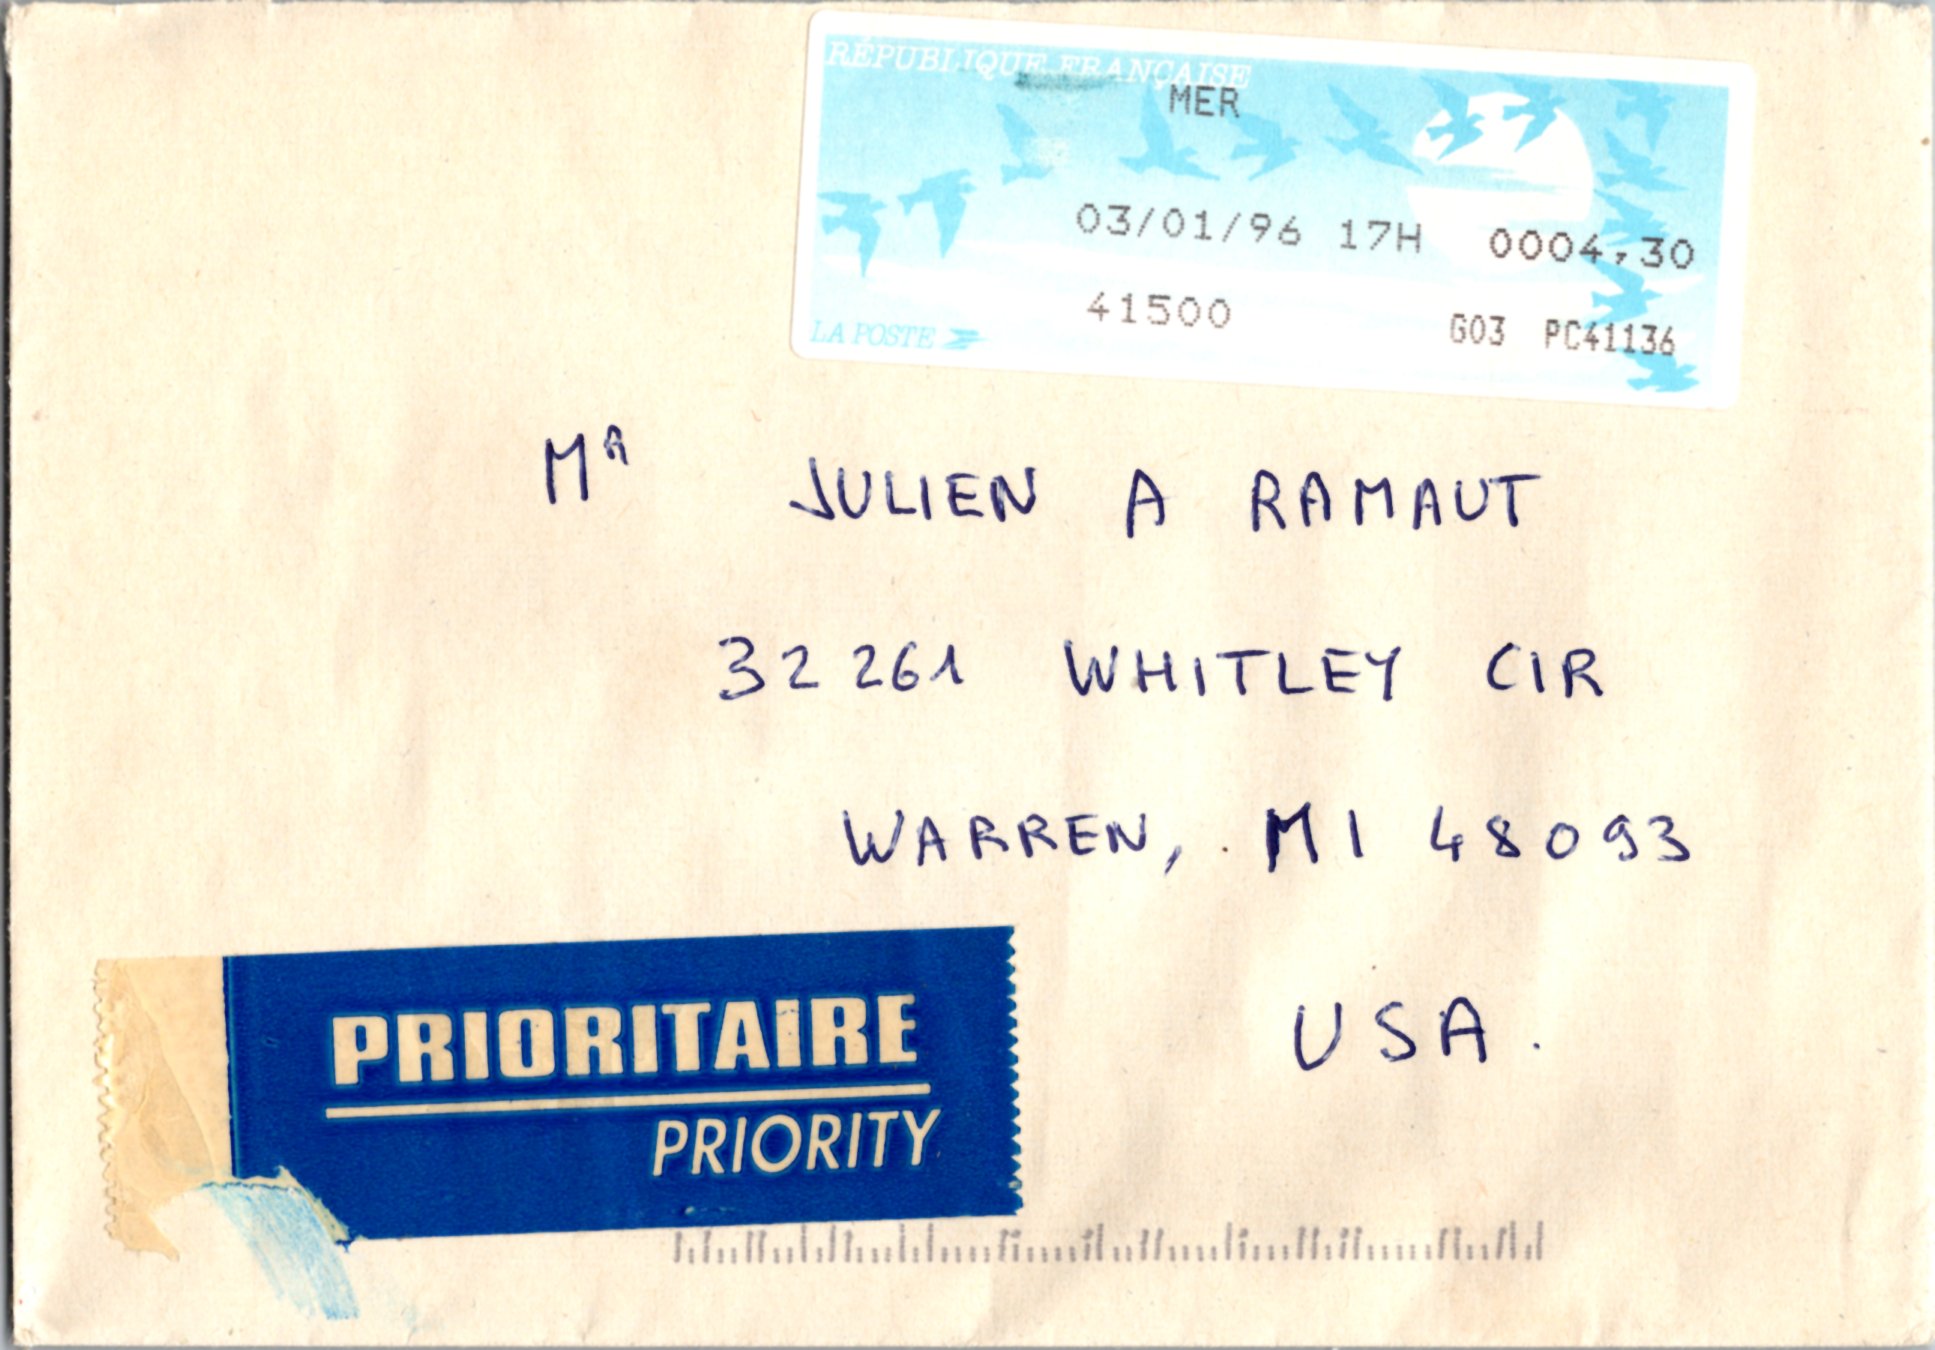 RÉPUBLIQUE FRANÇAISE
MER
03/01/96 17H 0004,30
41500
G03 PC41136
LA POSTE
MR JULIEN A RAMAUT
32261 WHITLEY CIR
WARREN, MI 48093
USA.
PRIORITAIRE
PRIORITY